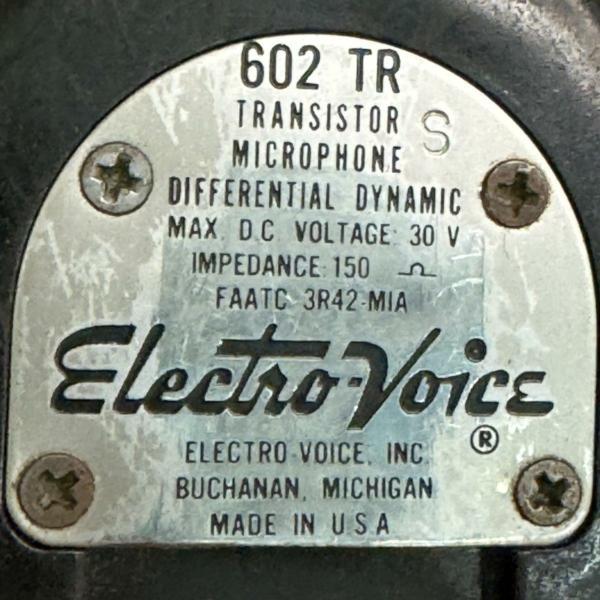 602 TR
TRANSISTOR S
MICROPHONE
DIFFERENTIAL DYNAMIC
MAX. D.C. VOLTAGE: 30 V
IMPEDANCE: 150 Ω
FAATC 3R42-MIA
Electro-Voice
®
ELECTRO-VOICE, INC.
BUCHANAN, MICHIGAN
MADE IN U S A